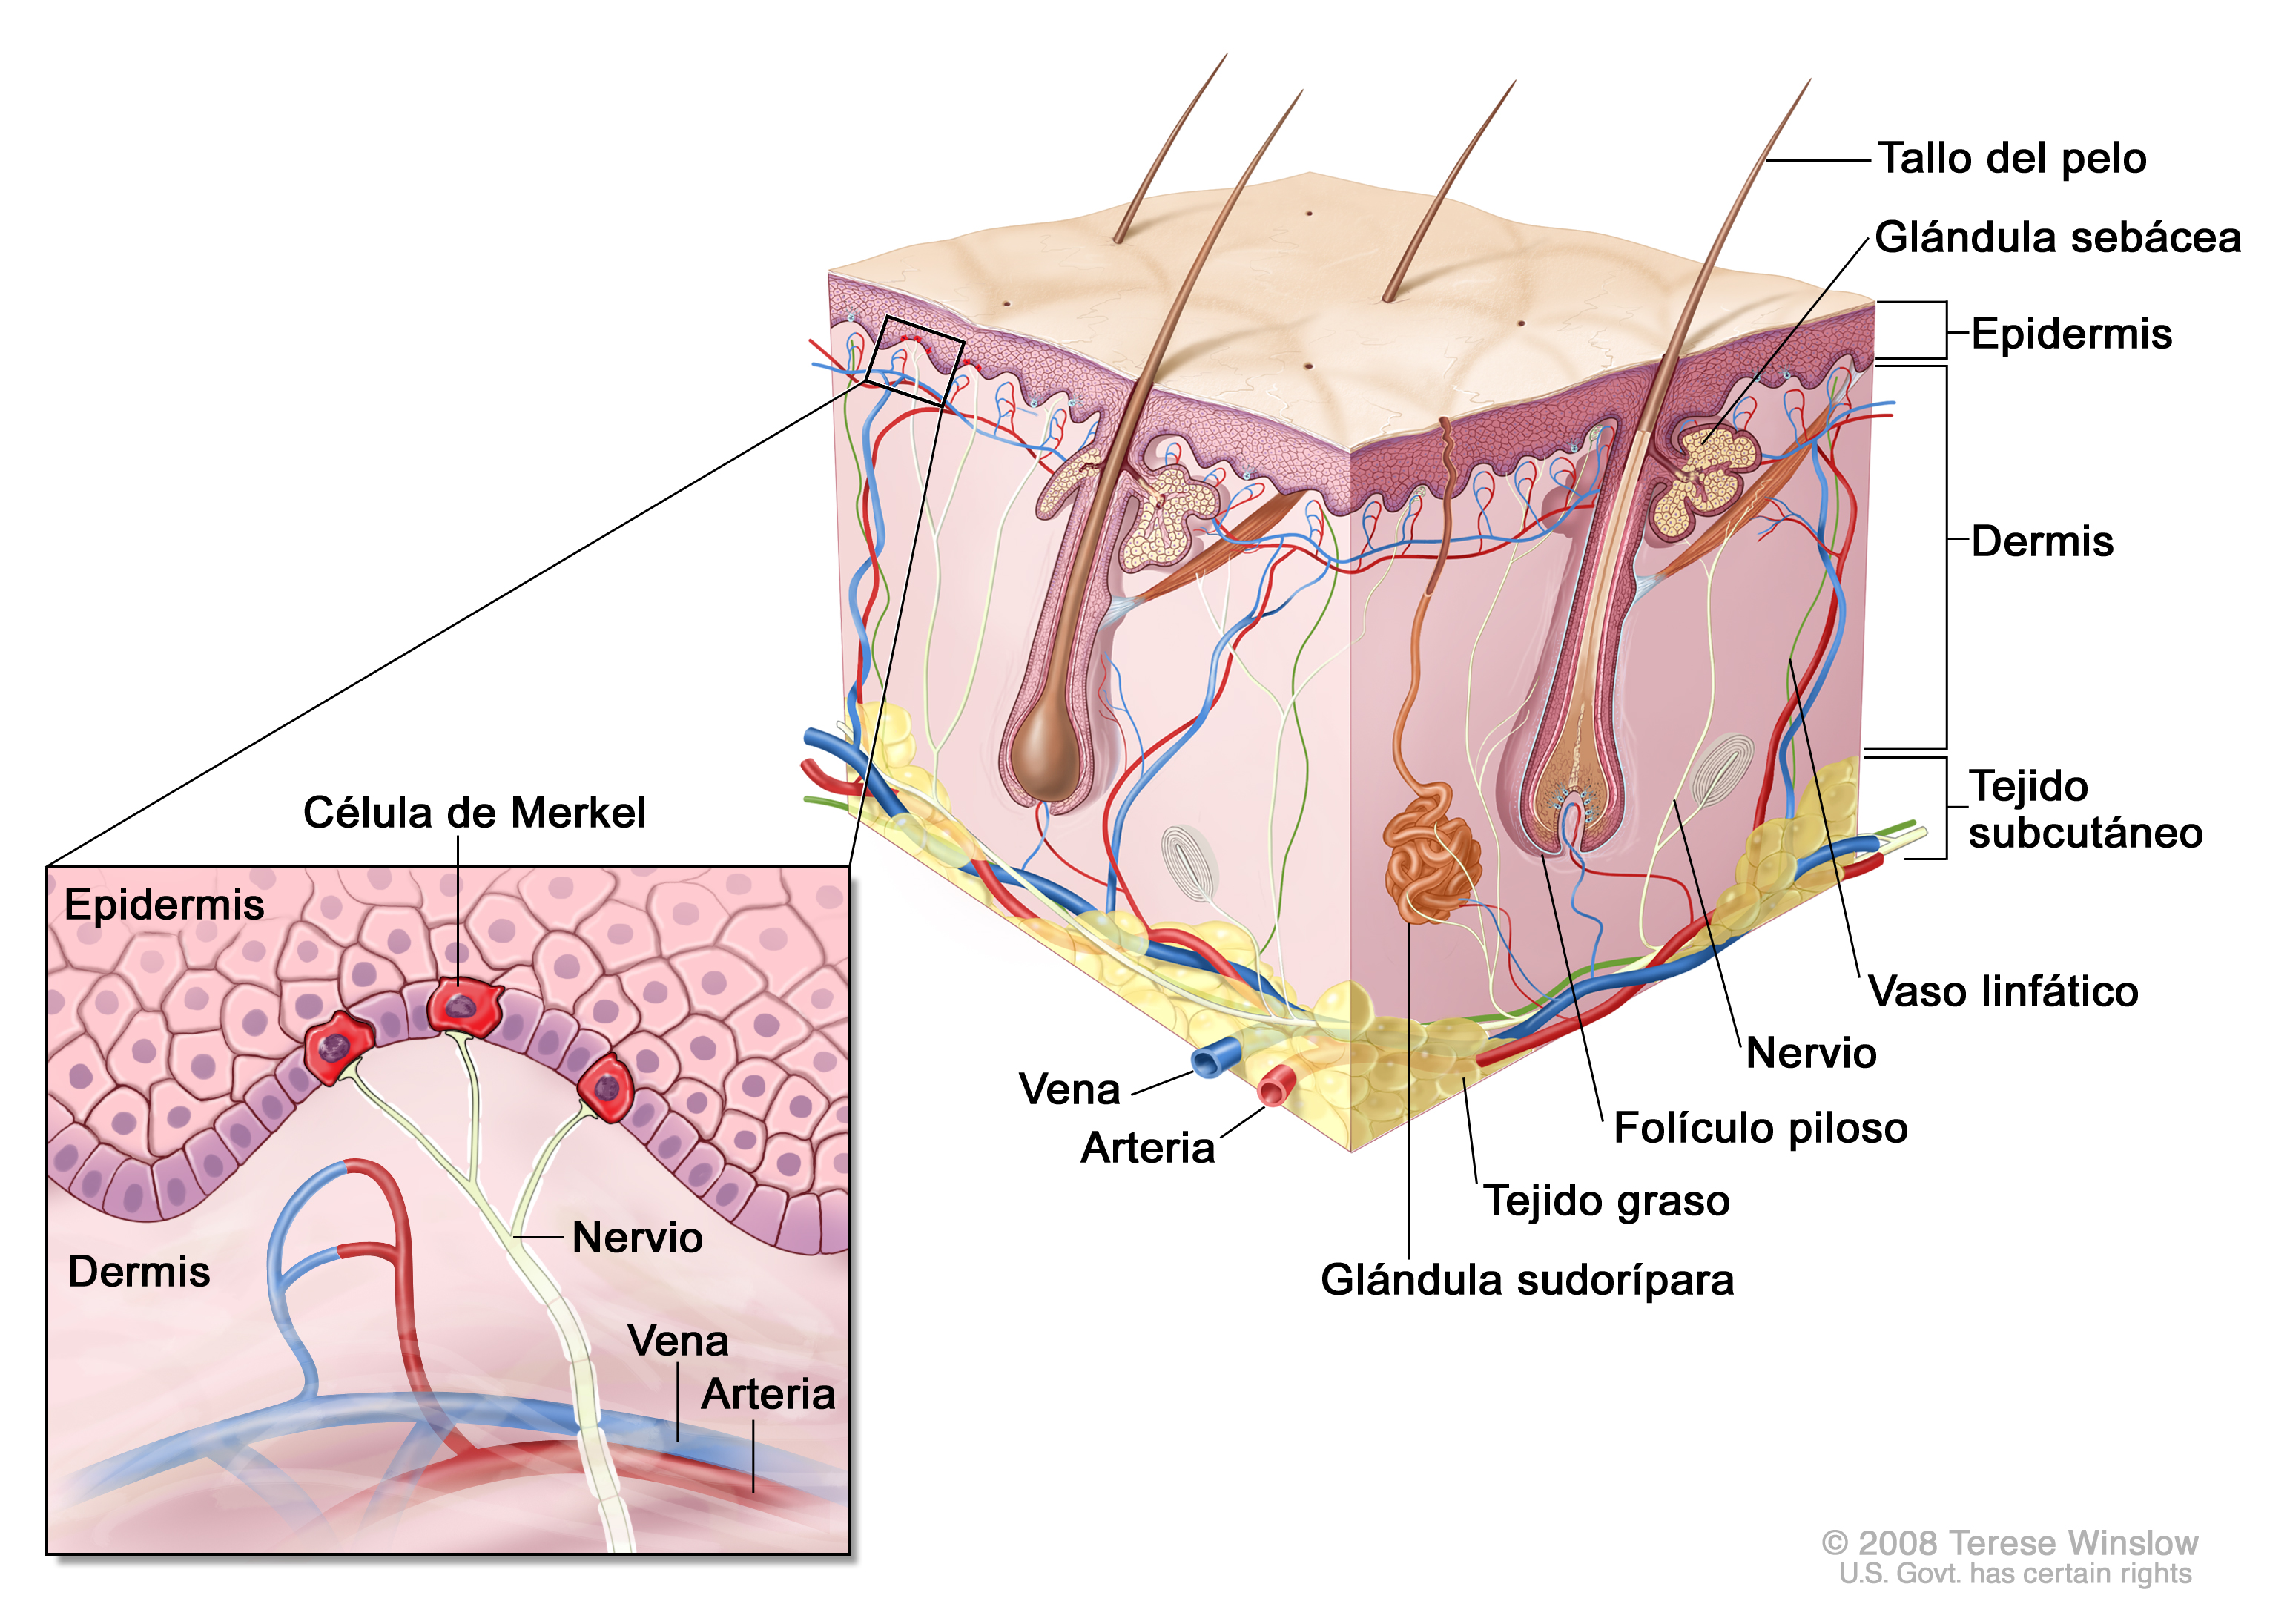 Tallo del pelo
Glándula sebácea
Epidermis
Dermis
Tejido
subcutáneo
Vaso linfático
Nervio
Folículo piloso
Tejido graso
Glándula sudorípara
Vena
Arteria
Célula de Merkel
Epidermis
Dermis
Nervio
Vena
Arteria
© 2008 Terese Winslow
U.S. Govt. has certain rights